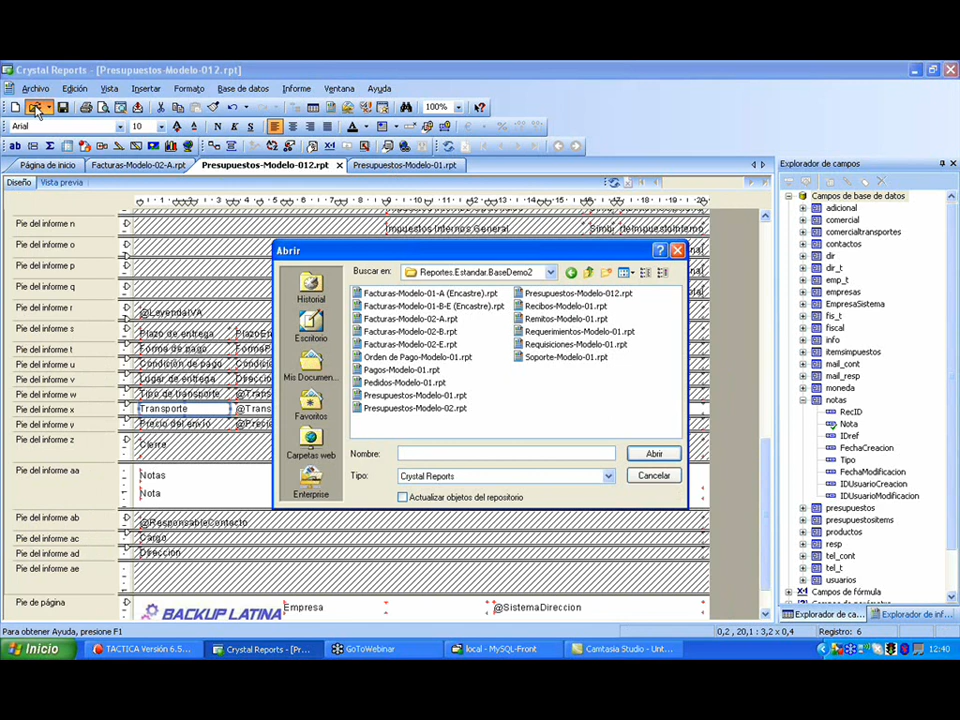 Crystal Reports - [Presupuestos-Modelo-012.rpt]
Archivo Edición Vista Insertar Formato Base de datos Informe Ventana Ayuda
100%
Arial 10 N K S A
Página de inicio Facturas-Modelo-02-A.rpt Presupuestos-Modelo-012.rpt Presupuestos-Modelo-01.rpt
Diseño Vista previa
Pie del informe n
Impuestos Internos General
Pie del informe o
Pie del informe p
Pie del informe q
Pie del informe r @LeyendaIVA
Pie del informe s Plazo de entrega
Pie del informe t Forma de pago
Pie del informe u Condición de pago
Pie del informe v Lugar de entrega
Pie del informe w Tipo de transporte
Pie del informe x Transporte
Pie del informe y Precio del envio
Pie del informe z Cierre
Pie del informe aa Notas
Nota
Pie del informe ab @ResponsableContacto
Pie del informe ac Cargo
Pie del informe ad Direccion
Pie del informe ae
Pie de página BACKUP LATINA Empresa @SistemaDireccion
Abrir
Buscar en: Reportes.Estandar.BaseDemo2
Historial
Escritorio
Mis Documen...
Favoritos
Carpetas web
Enterprise
Facturas-Modelo-01-A (Encastre).rpt
Facturas-Modelo-01-B-E (Encastre).rpt
Facturas-Modelo-02-A.rpt
Facturas-Modelo-02-B.rpt
Facturas-Modelo-02-E.rpt
Orden de Pago-Modelo-01.rpt
Pagos-Modelo-01.rpt
Pedidos-Modelo-01.rpt
Presupuestos-Modelo-01.rpt
Presupuestos-Modelo-02.rpt
Presupuestos-Modelo-012.rpt
Recibos-Modelo-01.rpt
Remitos-Modelo-01.rpt
Requerimientos-Modelo-01.rpt
Requisiciones-Modelo-01.rpt
Soporte-Modelo-01.rpt
Nombre: Abrir
Tipo: Crystal Reports Cancelar
Actualizar objetos del repositorio
Explorador de campos
Campos de base de datos
adicional
comercial
comercialtransportes
contactos
dir
dir_t
emp_t
empresas
EmpresaSistema
fis_t
fiscal
info
itemsimpuestos
mail_cont
mail_resp
moneda
notas
RecID
Nota
IDref
FechaCreacion
Tipo
FechaModificacion
IDUsuarioCreacion
IDUsuarioModificacion
presupuestos
presupuestositems
productos
resp
tel_cont
tel_t
usuarios
Campos de fórmula
Explorador de ca... Explorador de inf...
Para obtener Ayuda, presione F1 0,2 , 20,1 : 3,2 x 0,4 Registro: 6
Inicio TACTICA Versión 6.5... Crystal Reports - [Pr... GoToWebinar local - MySQL-Front Camtasia Studio - Unt... 12:40